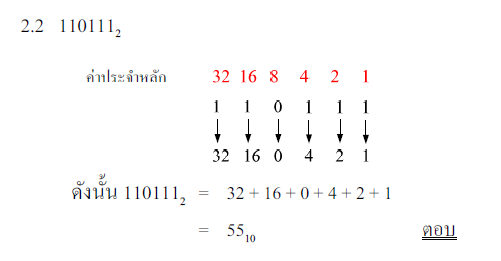 2.2 110111₂
ค่าประจำหลัก 32 16 8 4 2 1
1 1 0 1 1 1
32 16 0 4 2 1
ดังนั้น 110111₂ = 32 + 16 + 0 + 4 + 2 + 1
= 55₁₀ ตอบ